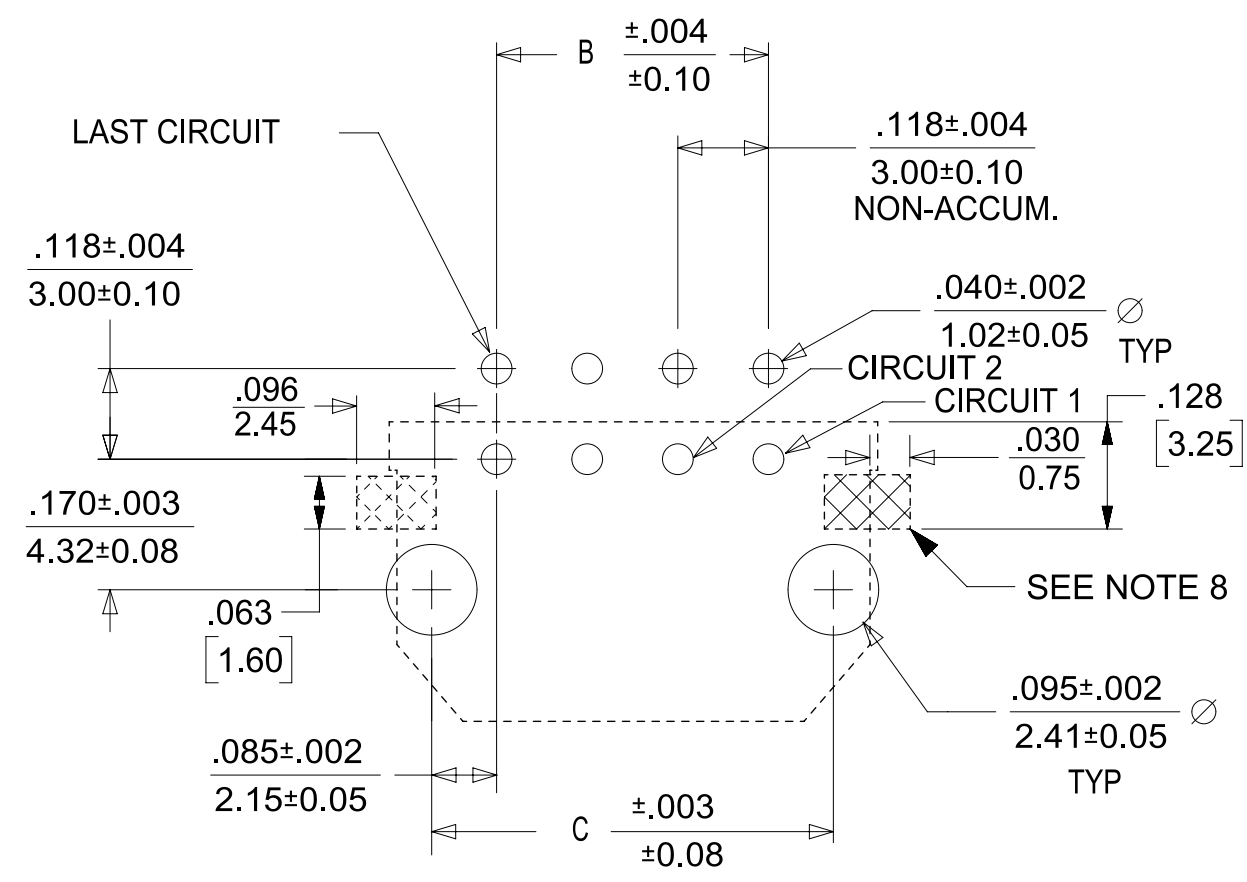 B ±.004
±0.10
LAST CIRCUIT
.118±.004
3.00±0.10
NON-ACCUM.
.118±.004
3.00±0.10
.040±.002
1.02±0.05 ∅
TYP
CIRCUIT 2
CIRCUIT 1
.096
2.45
.128
[3.25]
.030
0.75
.170±.003
4.32±0.08
SEE NOTE 8
.063
[1.60]
.095±.002
2.41±0.05 ∅
TYP
.085±.002
2.15±0.05
C ±.003
±0.08